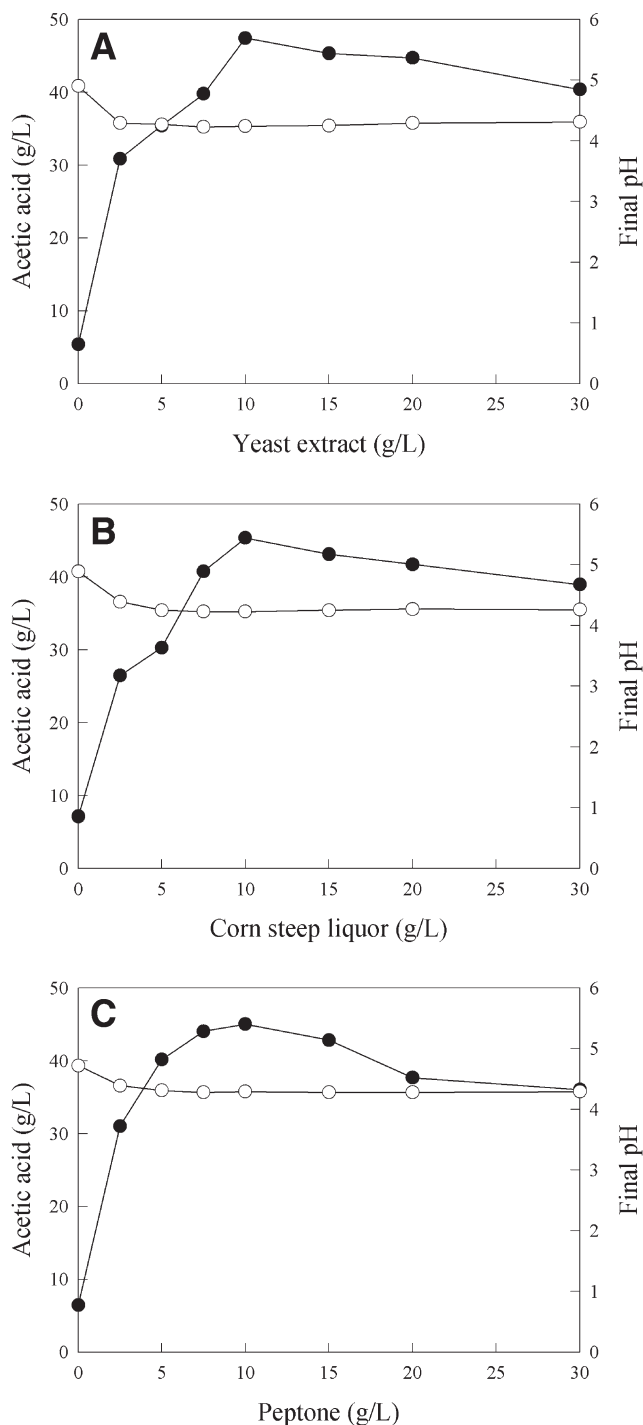 A
50
40
30
20
10
0
Acetic acid (g/L)
6
5
4
3
2
1
0
Final pH
0 5 10 15 20 25 30
Yeast extract (g/L)
B
50
40
30
20
10
0
Acetic acid (g/L)
6
5
4
3
2
1
0
Final pH
0 5 10 15 20 25 30
Corn steep liquor (g/L)
C
50
40
30
20
10
0
Acetic acid (g/L)
6
5
4
3
2
1
0
Final pH
0 5 10 15 20 25 30
Peptone (g/L)